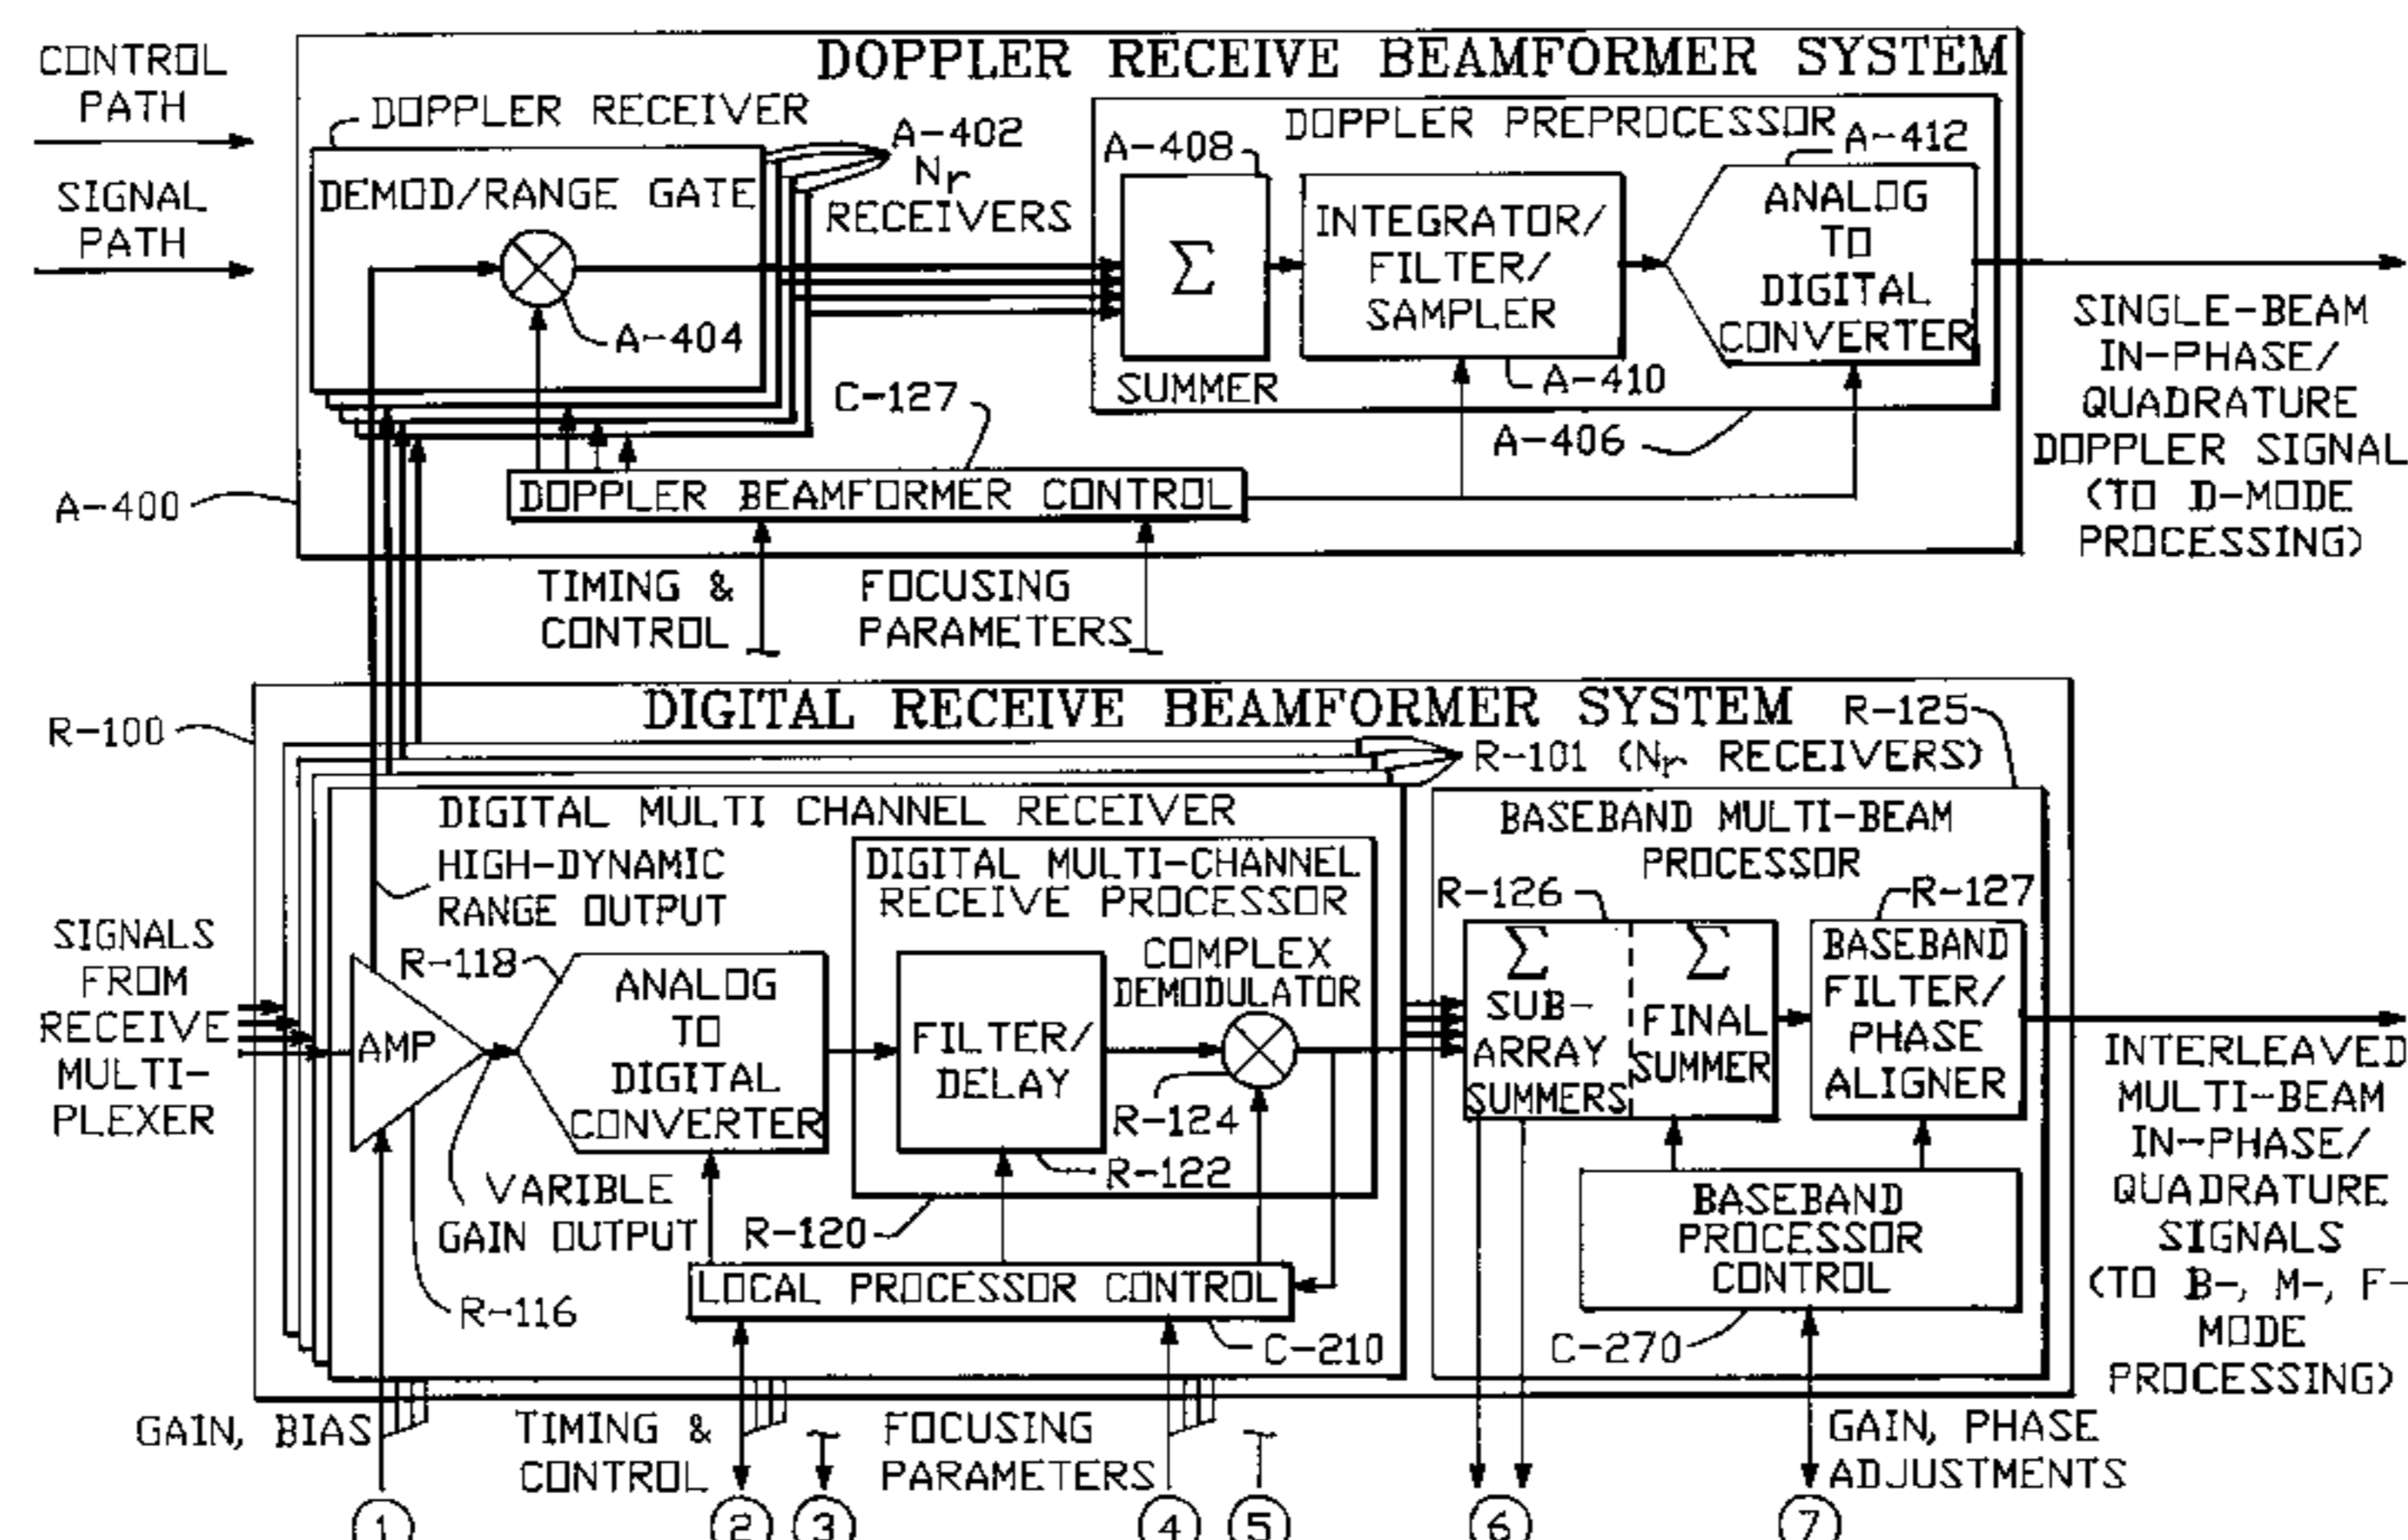 CONTROL
PATH
SIGNAL
PATH
DOPPLER RECEIVE BEAMFORMER SYSTEM
DOPPLER RECEIVER
A-402
Nr
RECEIVERS
DEMOD/RANGE GATE
A-404
DOPPLER PREPROCESSOR
A-408
A-412
Σ
SUMMER
INTEGRATOR/
FILTER/
SAMPLER
A-410
ANALOG
TO
DIGITAL
CONVERTER
A-406
C-127
DOPPLER BEAMFORMER CONTROL
A-400
SINGLE-BEAM
IN-PHASE/
QUADRATURE
DOPPLER SIGNAL
(TO D-MODE
PROCESSING)
TIMING &
CONTROL
FOCUSING
PARAMETERS
R-100
DIGITAL RECEIVE BEAMFORMER SYSTEM
R-125
R-101 (Nr RECEIVERS)
DIGITAL MULTI CHANNEL RECEIVER
HIGH-DYNAMIC
RANGE OUTPUT
SIGNALS
FROM
RECEIVE
MULTI-
PLEXER
AMP
R-118
ANALOG
TO
DIGITAL
CONVERTER
VARIBLE
GAIN OUTPUT
R-116
DIGITAL MULTI-CHANNEL
RECEIVE PROCESSOR
COMPLEX
DEMODULATOR
FILTER/
DELAY
R-124
R-122
R-120
LOCAL PROCESSOR CONTROL
C-210
BASEBAND MULTI-BEAM
PROCESSOR
R-126
R-127
Σ
SUB-
ARRAY
SUMMERS
Σ
FINAL
SUMMER
BASEBAND
FILTER/
PHASE
ALIGNER
BASEBAND
PROCESSOR
CONTROL
C-270
INTERLEAVED
MULTI-BEAM
IN-PHASE/
QUADRATURE
SIGNALS
(TO B-, M-, F-
MODE
PROCESSING)
GAIN, BIAS
TIMING &
CONTROL
FOCUSING
PARAMETERS
GAIN, PHASE
ADJUSTMENTS
1
2
3
4
5
6
7